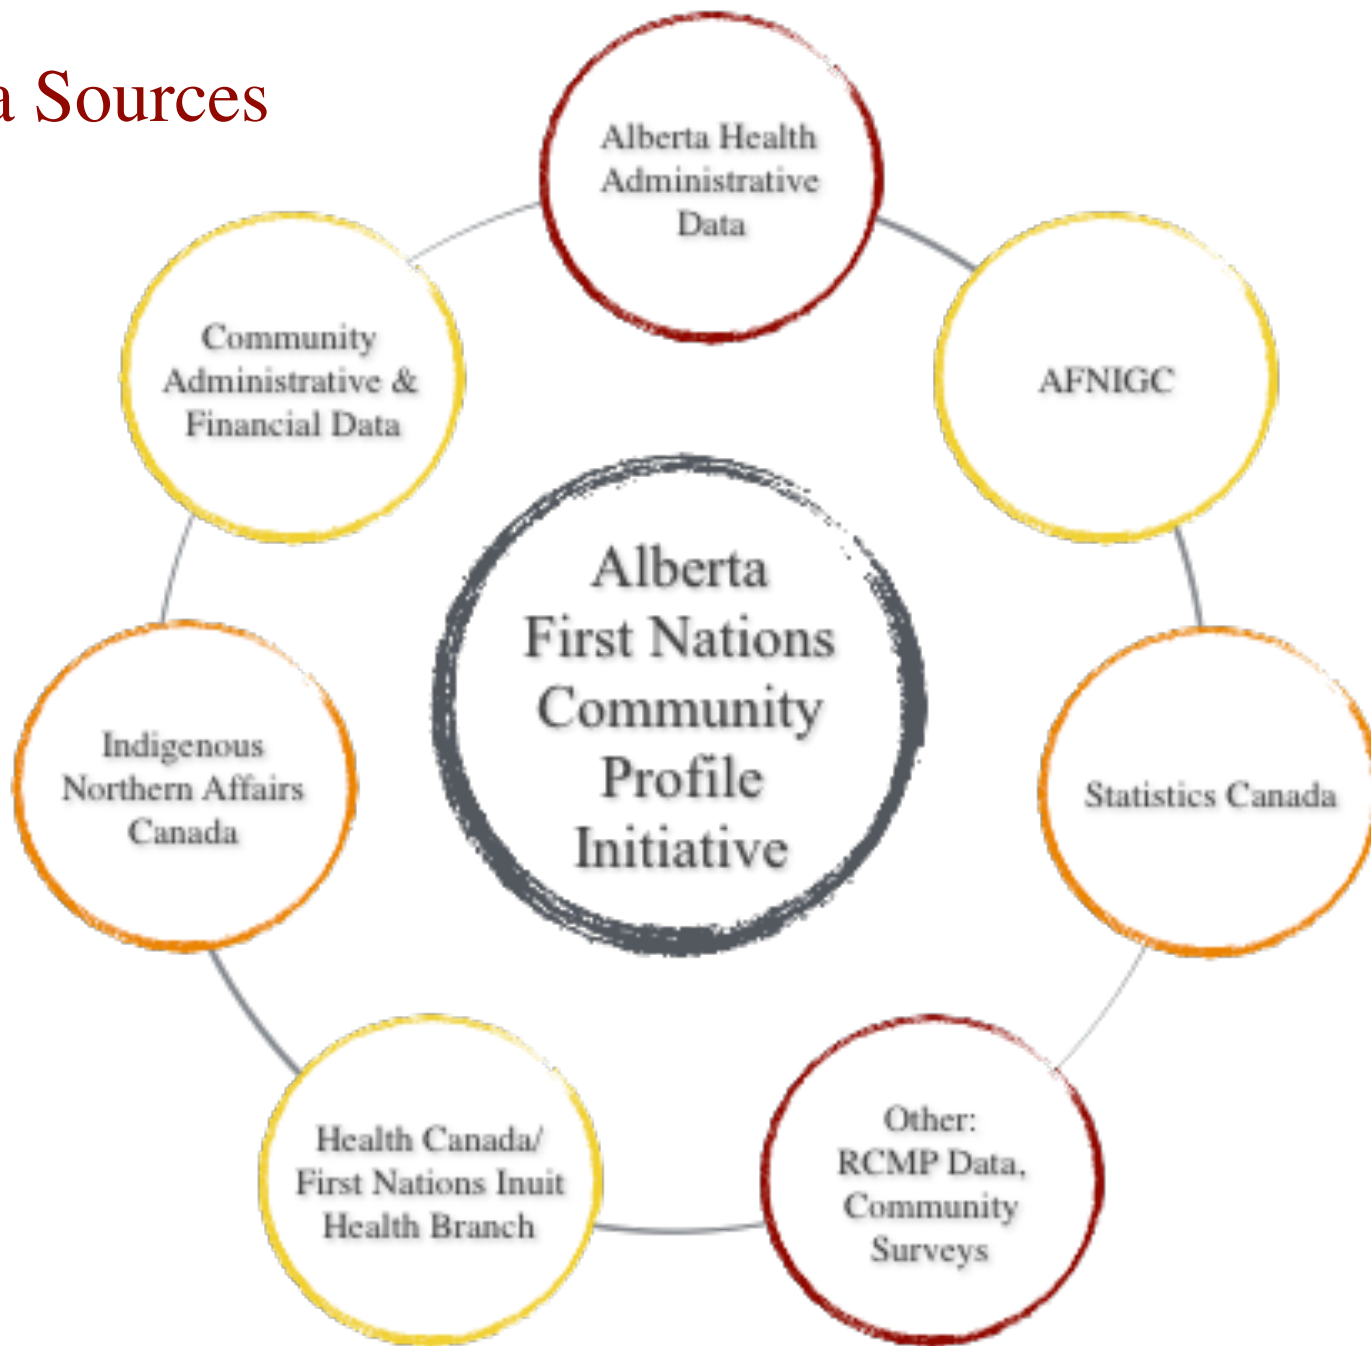 a Sources
Alberta Health
Administrative
Data
Community
Administrative &
Financial Data
AFNIGC
Alberta
First Nations
Community
Profile
Initiative
Indigenous
Northern Affairs
Canada
Statistics Canada
Health Canada/
First Nations Inuit
Health Branch
Other:
RCMP Data,
Community
Surveys